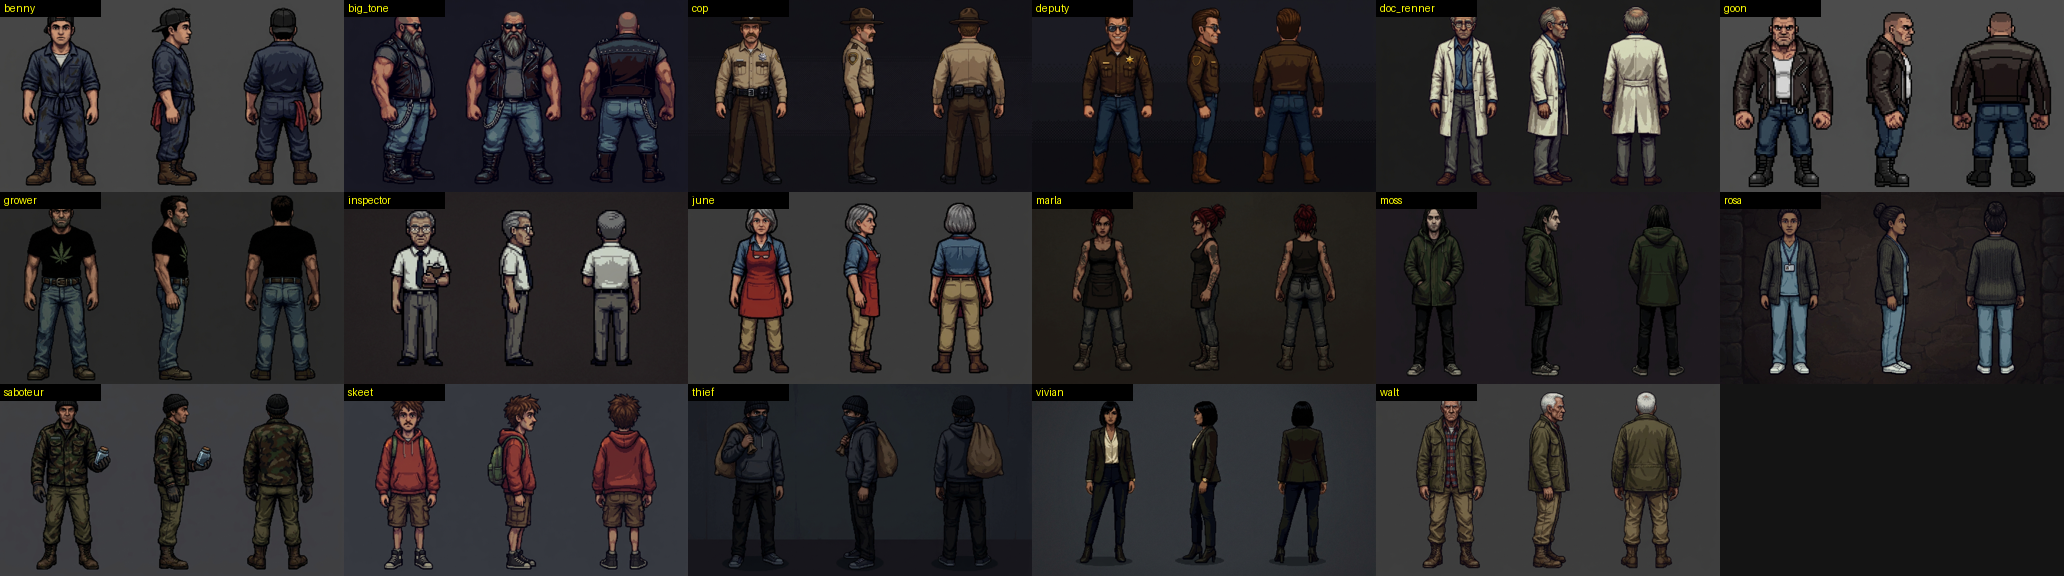 benny
big_tone
cop
deputy
doc_renner
goon
grower
inspector
june
marla
moss
rosa
saboteur
skeet
thief
vivian
walt